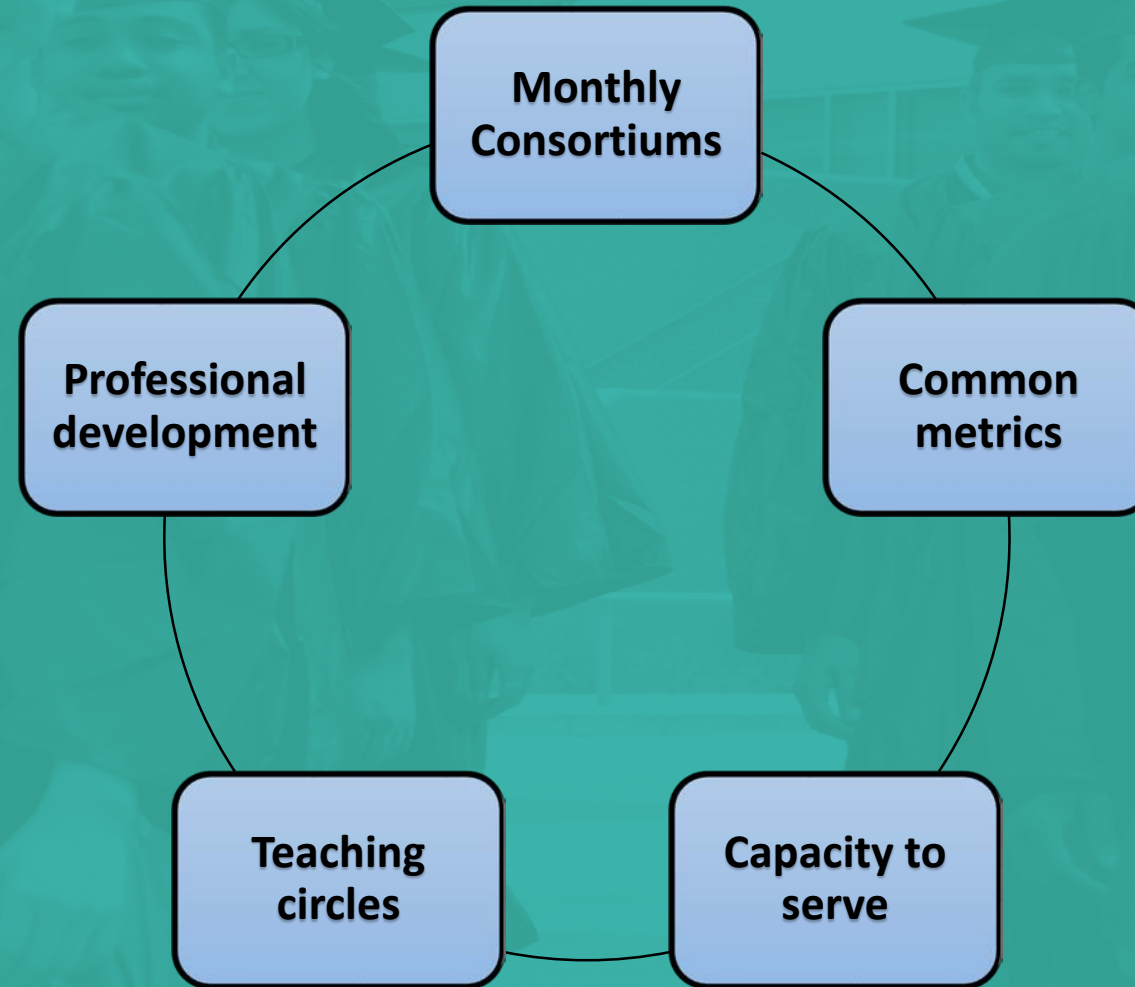 Monthly
Consortiums
Professional
development
Common
metrics
Teaching
circles
Capacity to
serve